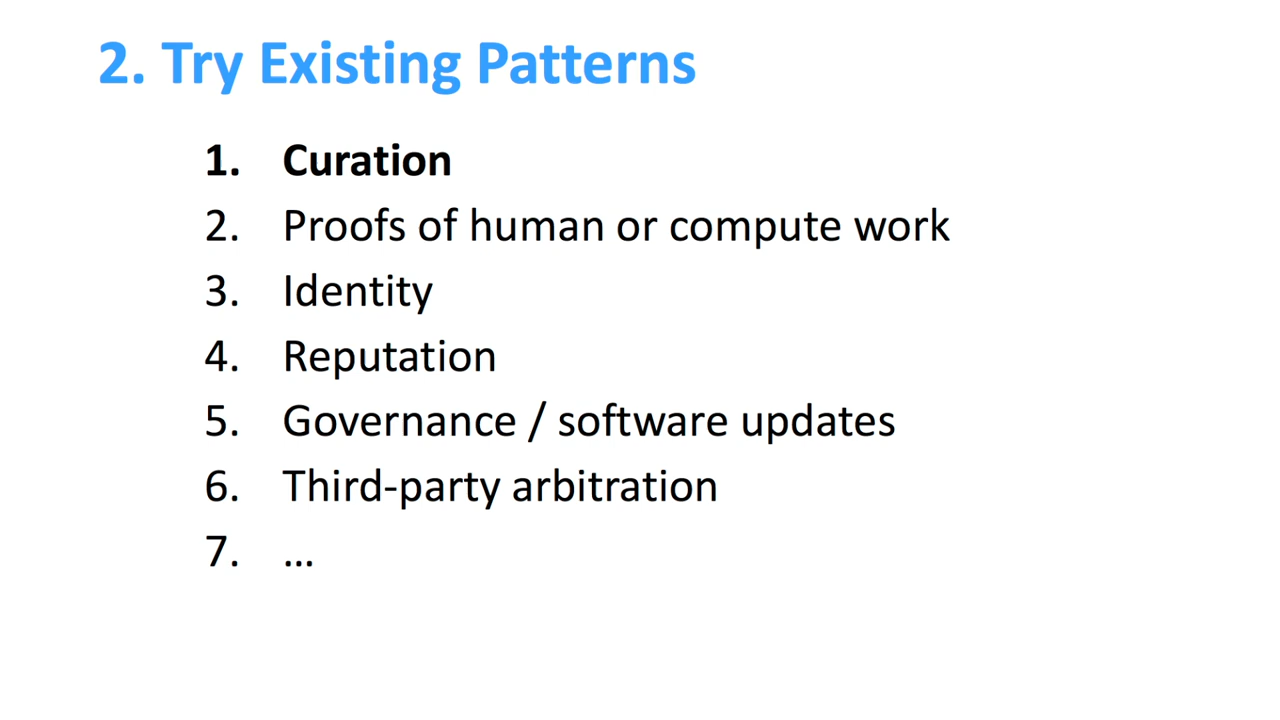 2. Try Existing Patterns
1. Curation
2. Proofs of human or compute work
3. Identity
4. Reputation
5. Governance / software updates
6. Third-party arbitration
7. …